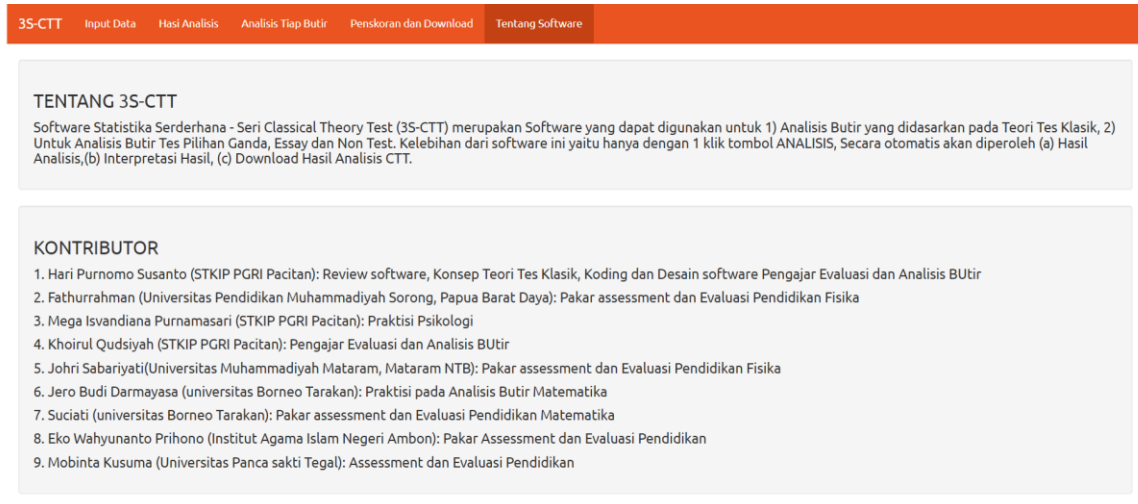 3S-CTT Input Data Hasi Analisis Analisis Tiap Butir Penskoran dan Download Tentang Software
TENTANG 3S-CTT
Software Statistika Serderhana - Seri Classical Theory Test (3S-CTT) merupakan Software yang dapat digunakan untuk 1) Analisis Butir yang didasarkan pada Teori Tes Klasik, 2)
Untuk Analisis Butir Tes Pilihan Ganda, Essay dan Non Test. Kelebihan dari software ini yaitu hanya dengan 1 klik tombol ANALISIS, Secara otomatis akan diperoleh (a) Hasil
Analisis,(b) Interpretasi Hasil, (c) Download Hasil Analisis CTT.
KONTRIBUTOR
1. Hari Purnomo Susanto (STKIP PGRI Pacitan): Review software, Konsep Teori Tes Klasik, Koding dan Desain software Pengajar Evaluasi dan Analisis BUtir
2. Fathurrahman (Universitas Pendidikan Muhammadiyah Sorong, Papua Barat Daya): Pakar assessment dan Evaluasi Pendidikan Fisika
3. Mega Isvandiana Purnamasari (STKIP PGRI Pacitan): Praktisi Psikologi
4. Khoirul Qudsiyah (STKIP PGRI Pacitan): Pengajar Evaluasi dan Analisis BUtir
5. Johri Sabariyati(Universitas Muhammadiyah Mataram, Mataram NTB): Pakar assessment dan Evaluasi Pendidikan Fisika
6. Jero Budi Darmayasa (universitas Borneo Tarakan): Praktisi pada Analisis Butir Matematika
7. Suciati (universitas Borneo Tarakan): Pakar assessment dan Evaluasi Pendidikan Matematika
8. Eko Wahyunanto Prihono (Institut Agama Islam Negeri Ambon): Pakar Assessment dan Evaluasi Pendidikan
9. Mobinta Kusuma (Universitas Panca sakti Tegal): Assessment dan Evaluasi Pendidikan